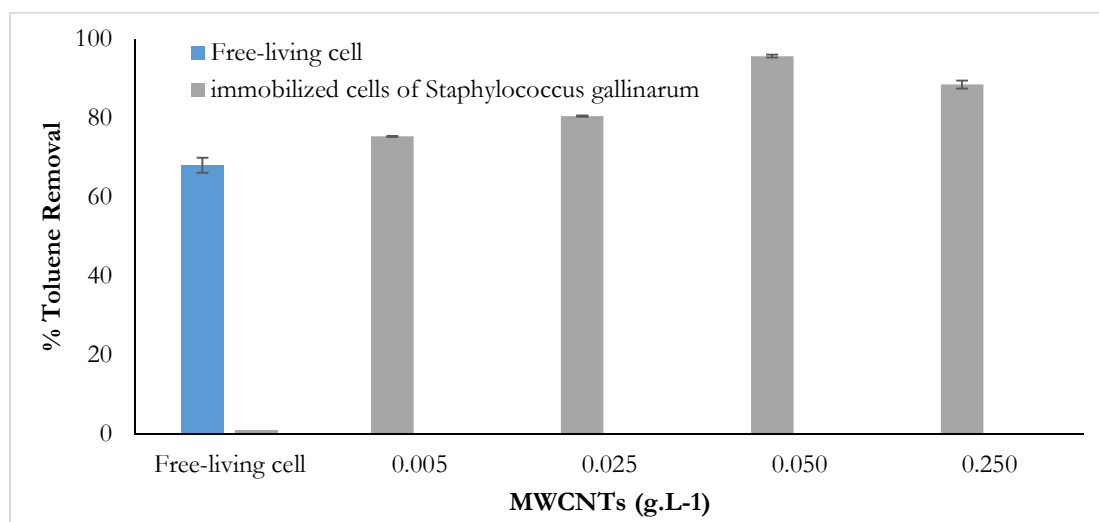 100
80
60
40
20
0
% Toluene Removal
Free-living cell
immobilized cells of Staphylococcus gallinarum
Free-living cell 0.005 0.025 0.050 0.250
MWCNTs (g.L-1)